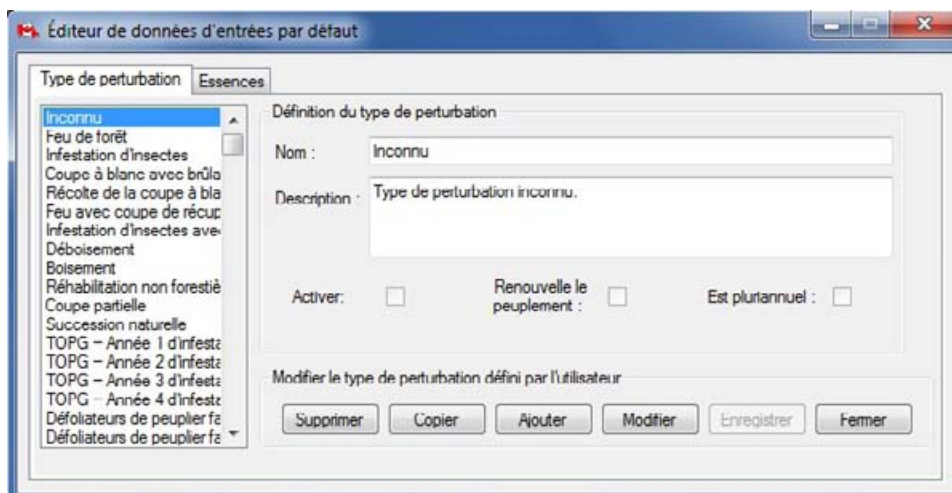 Éditeur de données d'entrées par défaut
Type de perturbation
Essences
Inconnu
Feu de forêt
Infestation d'insectes
Coupe à blanc avec brûla
Récolte de la coupe à bla
Feu avec coupe de récup
Infestation d'insectes ave
Déboisement
Boisement
Réhabilitation non forestiè
Coupe partielle
Succession naturelle
TOPG – Année 1 d'infesta
TOPG – Année 2 d'infesta
TOPG – Année 3 d'infesta
TOPG – Année 4 d'infesta
Défoliateurs de peuplier fa
Défoliateurs de peuplier fa
Définition du type de perturbation
Nom :
Inconnu
Description :
Type de perturbation inconnu.
Activer:
Renouvelle le
peuplement :
Est pluriannuel :
Modifier le type de perturbation défini par l'utilisateur
Supprimer
Copier
Ajouter
Modifier
Enregistrer
Fermer